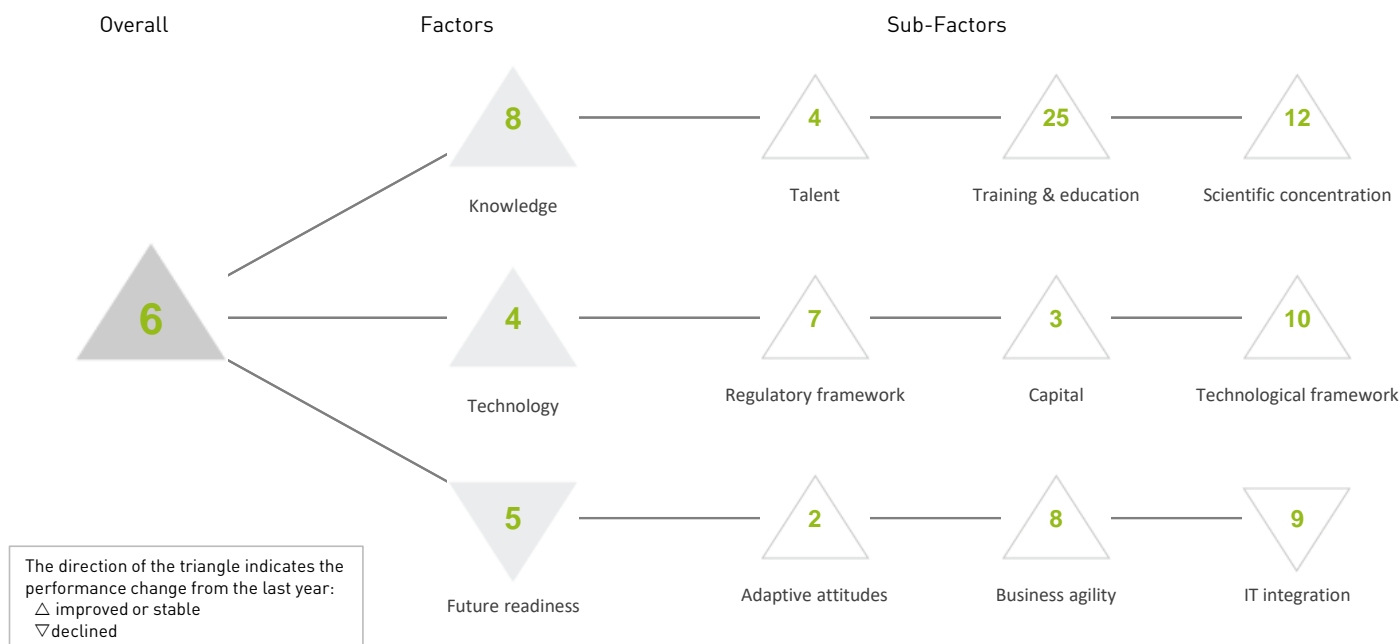 Overall
Factors
Sub-Factors
8
4
25
12
Knowledge
Talent
Training & education
Scientific concentration
6
4
7
3
10
Technology
Regulatory framework
Capital
Technological framework
5
2
8
9
Future readiness
Adaptive attitudes
Business agility
IT integration
The direction of the triangle indicates the
performance change from the last year:
△ improved or stable
▽declined